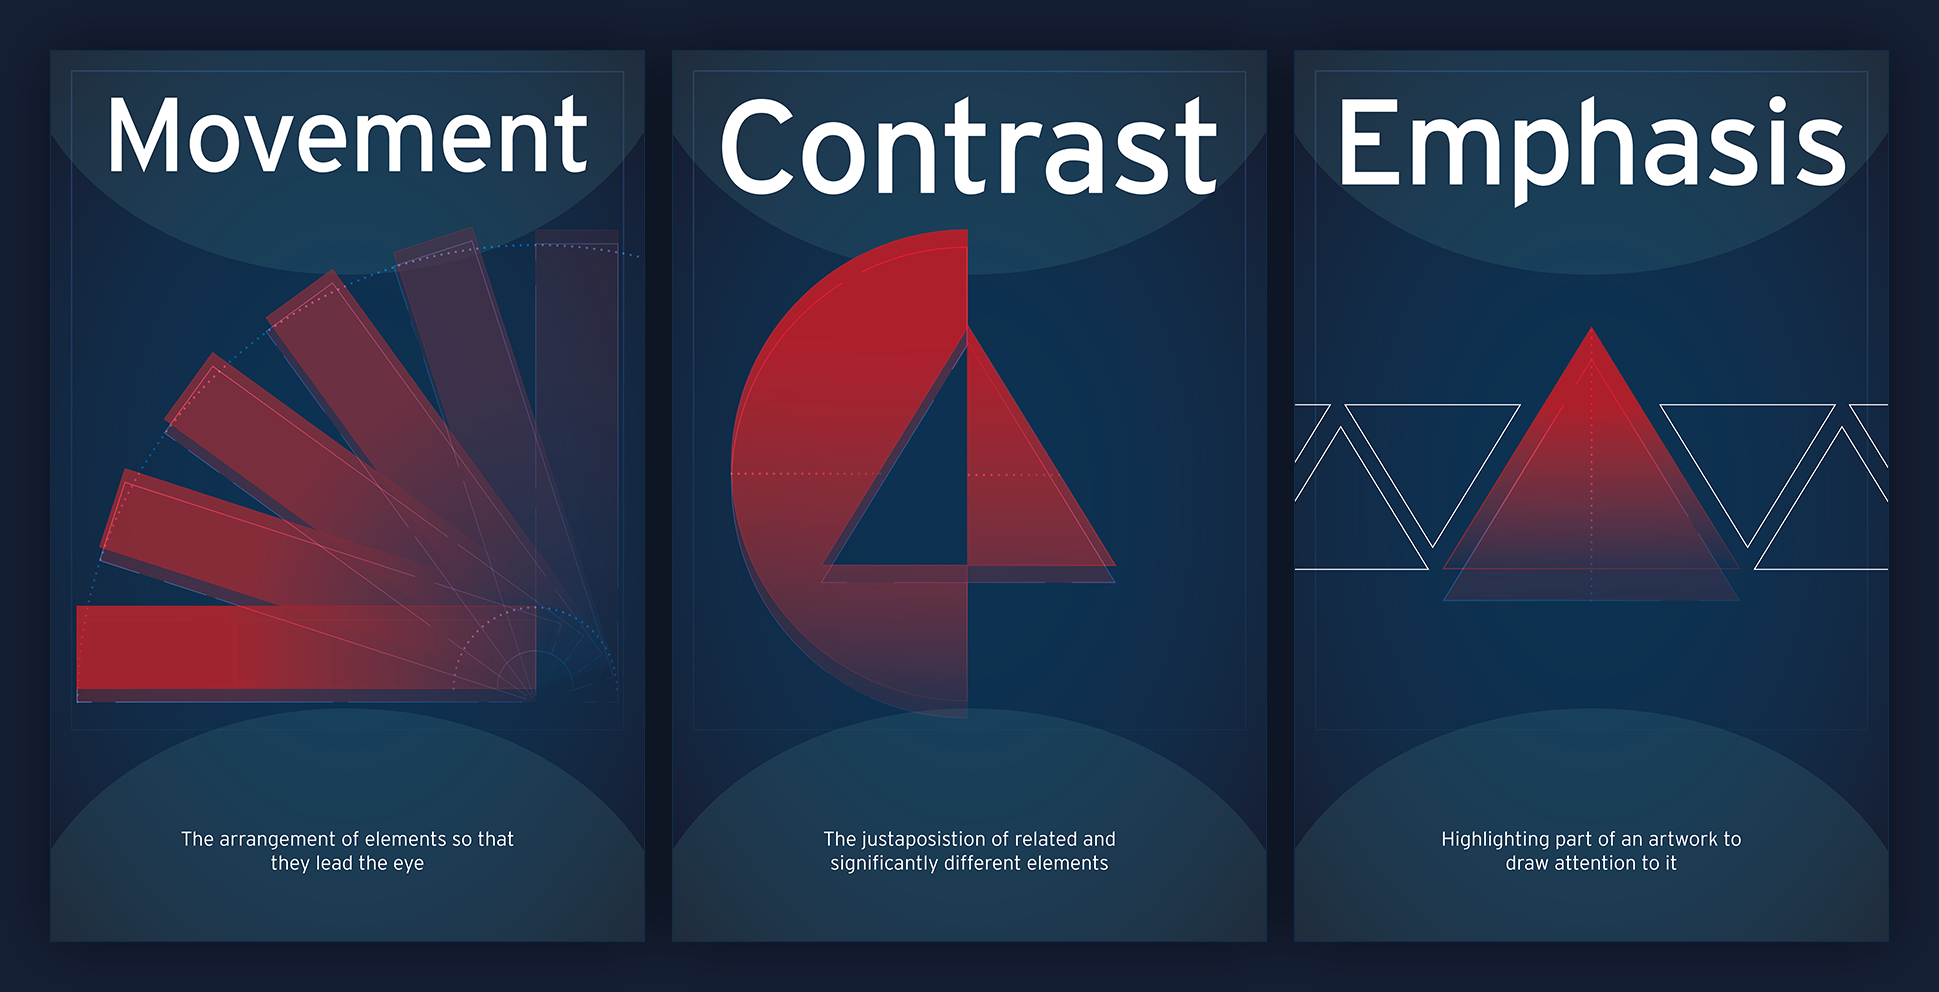 Movement
The arrangement of elements so that
they lead the eye
Contrast
The justaposistion of related and
significantly different elements
Emphasis
Highlighting part of an artwork to
draw attention to it